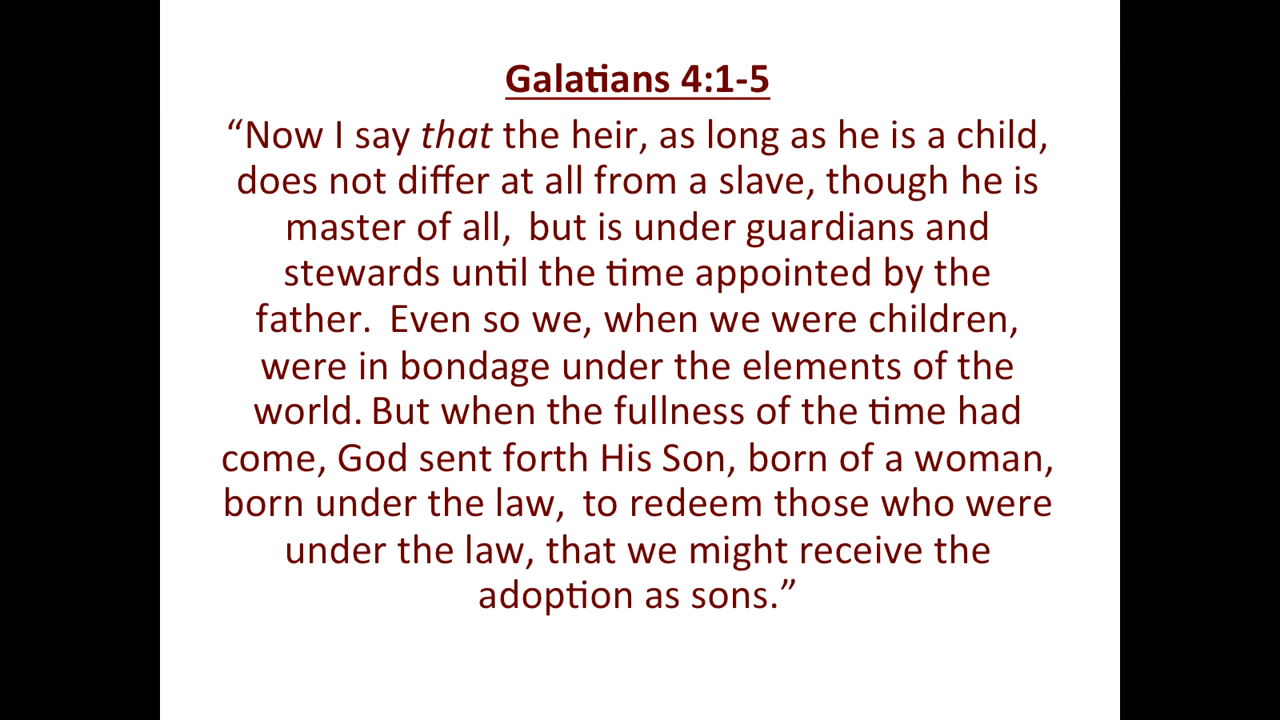 Galatians 4:1-5
“Now I say that the heir, as long as he is a child,
does not differ at all from a slave, though he is
master of all,  but is under guardians and
stewards until the time appointed by the
father.  Even so we, when we were children,
were in bondage under the elements of the
world. But when the fullness of the time had
come, God sent forth His Son, born of a woman,
born under the law,  to redeem those who were
under the law, that we might receive the
adoption as sons.”